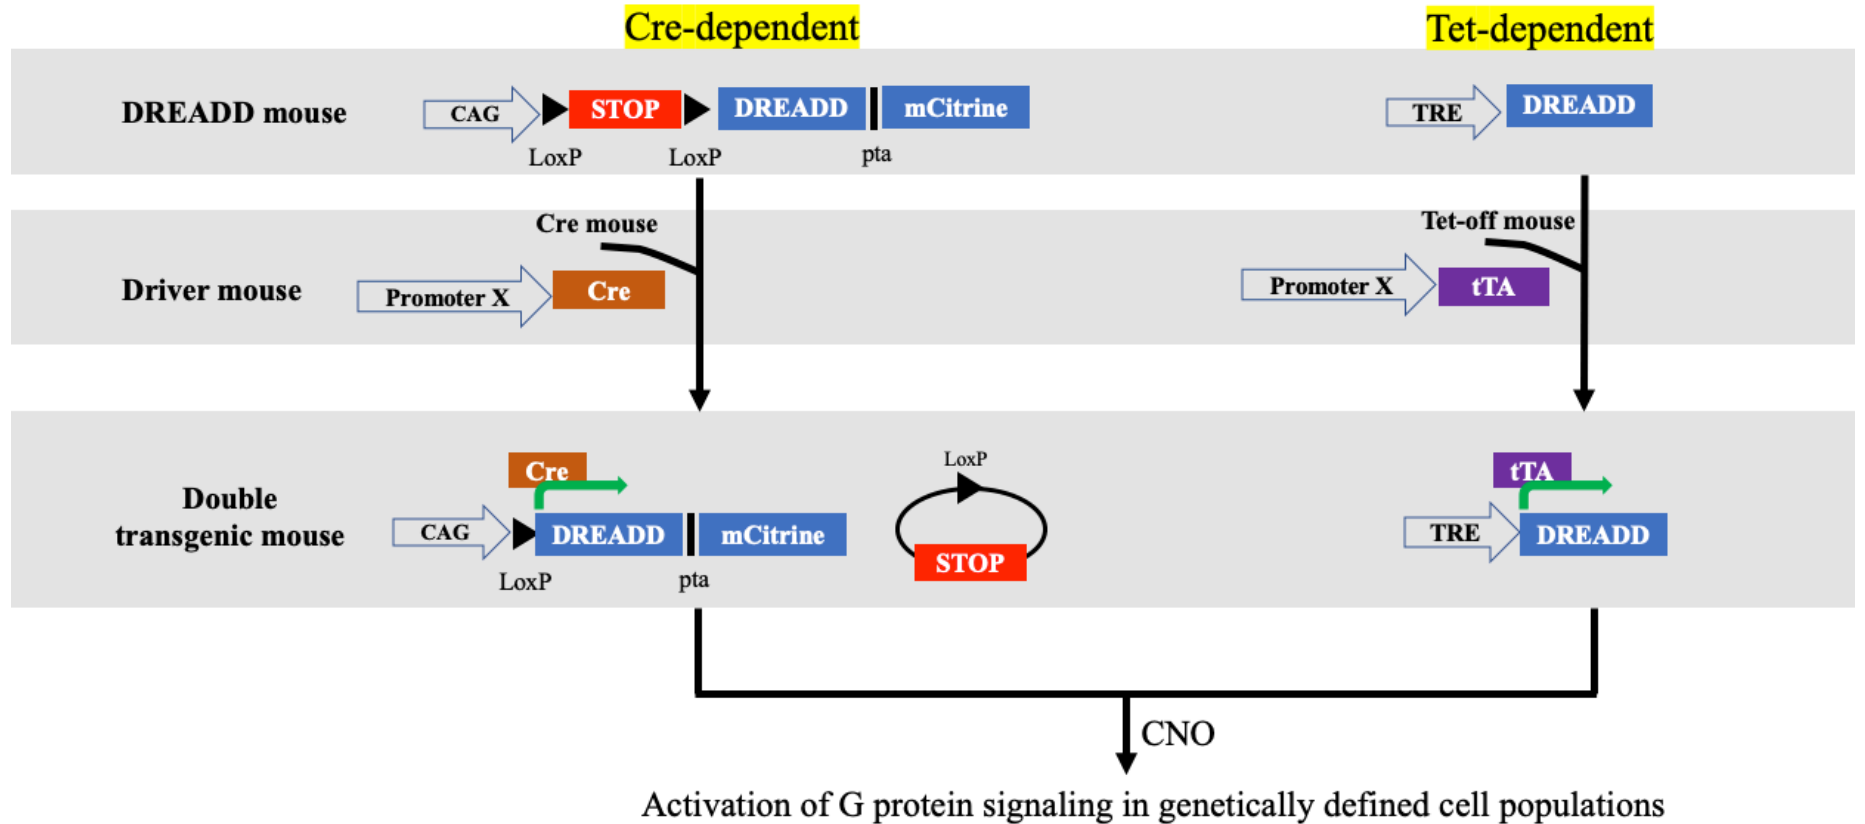 Cre-dependent
Tet-dependent
DREADD mouse
CAG
STOP
DREADD
mCitrine
LoxP
LoxP
pta
TRE
DREADD
Cre mouse
Tet-off mouse
Driver mouse
Promoter X
Cre
Promoter X
tTA
Double
transgenic mouse
Cre
CAG
DREADD
mCitrine
LoxP
pta
LoxP
STOP
tTA
TRE
DREADD
CNO
Activation of G protein signaling in genetically defined cell populations